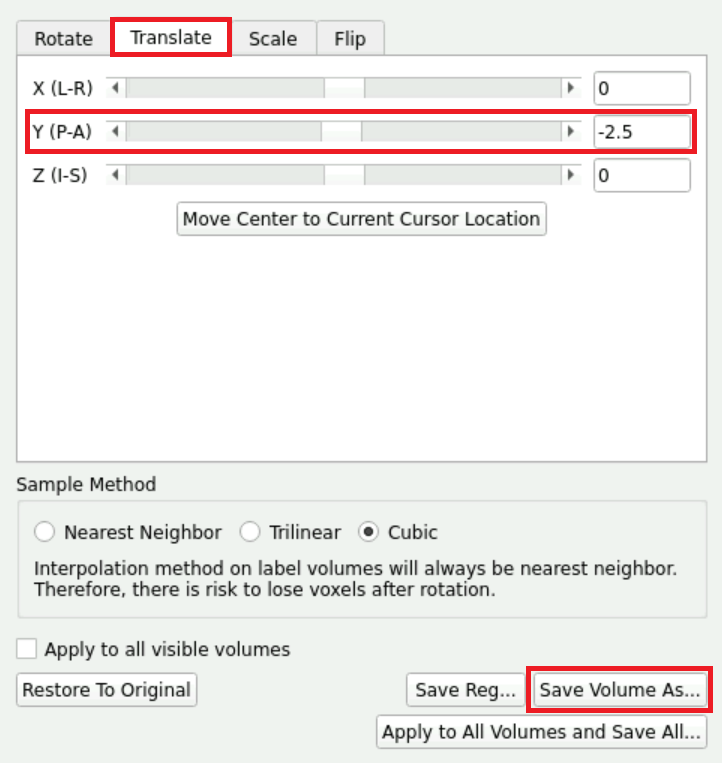 Rotate Translate Scale Flip
X (L-R) 0
Y (P-A) -2.5
Z (I-S) 0
Move Center to Current Cursor Location
Sample Method
Nearest Neighbor Trilinear Cubic
Interpolation method on label volumes will always be nearest neighbor.
Therefore, there is risk to lose voxels after rotation.
Apply to all visible volumes
Restore To Original Save Reg... Save Volume As...
Apply to All Volumes and Save All...